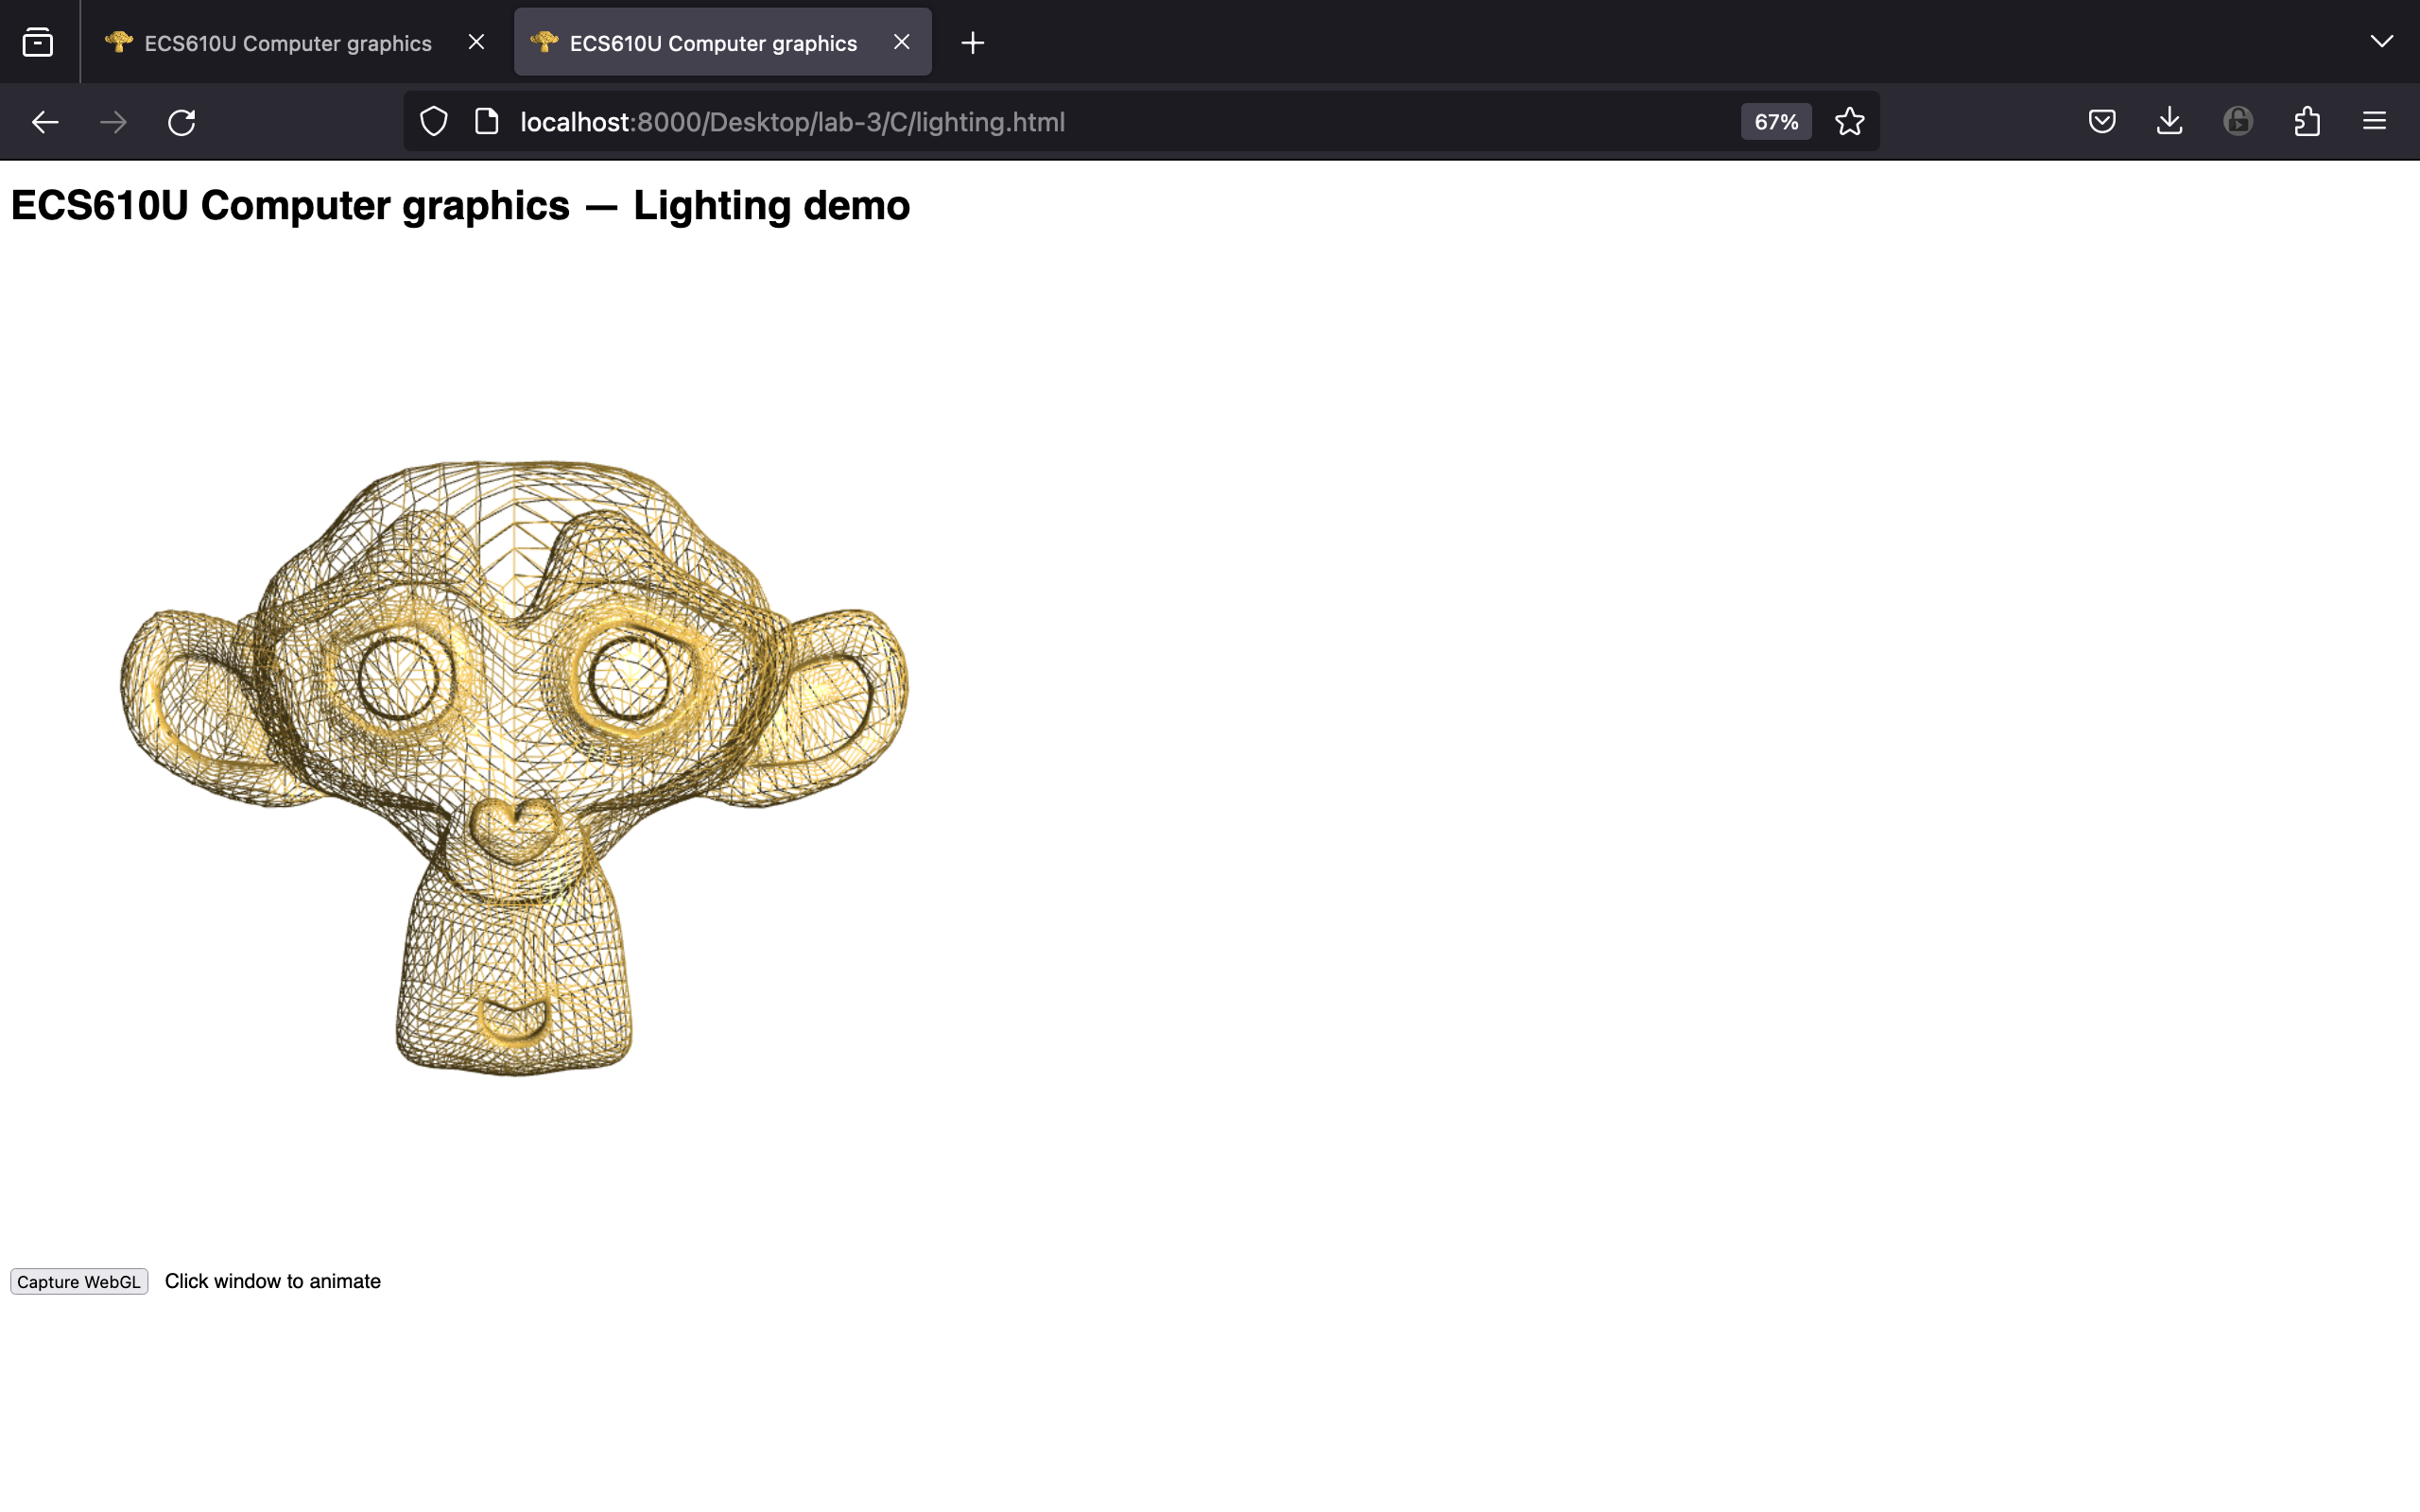 ECS610U Computer graphics
ECS610U Computer graphics
localhost:8000/Desktop/lab-3/C/lighting.html
67%
ECS610U Computer graphics — Lighting demo
Capture WebGL
Click window to animate